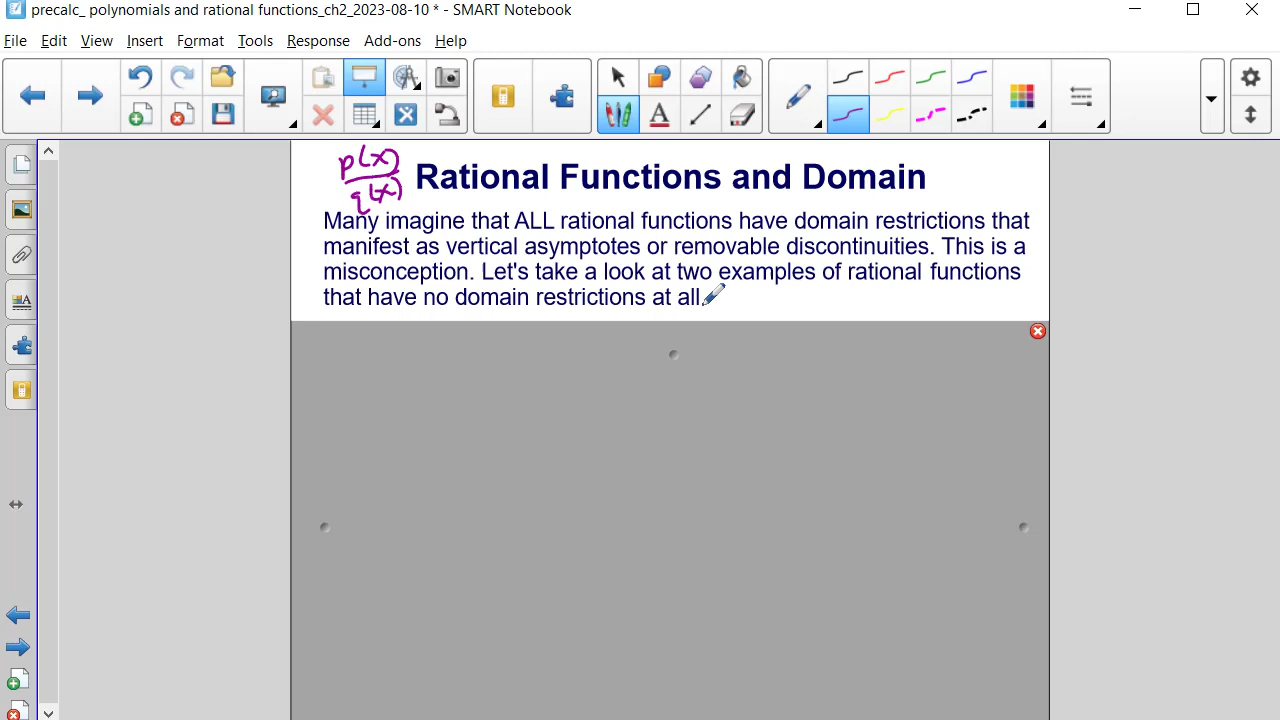 precalc_ polynomials and rational functions_ch2_2023-08-10 * - SMART Notebook
File Edit View Insert Format Tools Response Add-ons Help
p(x)
q(x)
Rational Functions and Domain
Many imagine that ALL rational functions have domain restrictions that
manifest as vertical asymptotes or removable discontinuities. This is a
misconception. Let's take a look at two examples of rational functions
that have no domain restrictions at all.